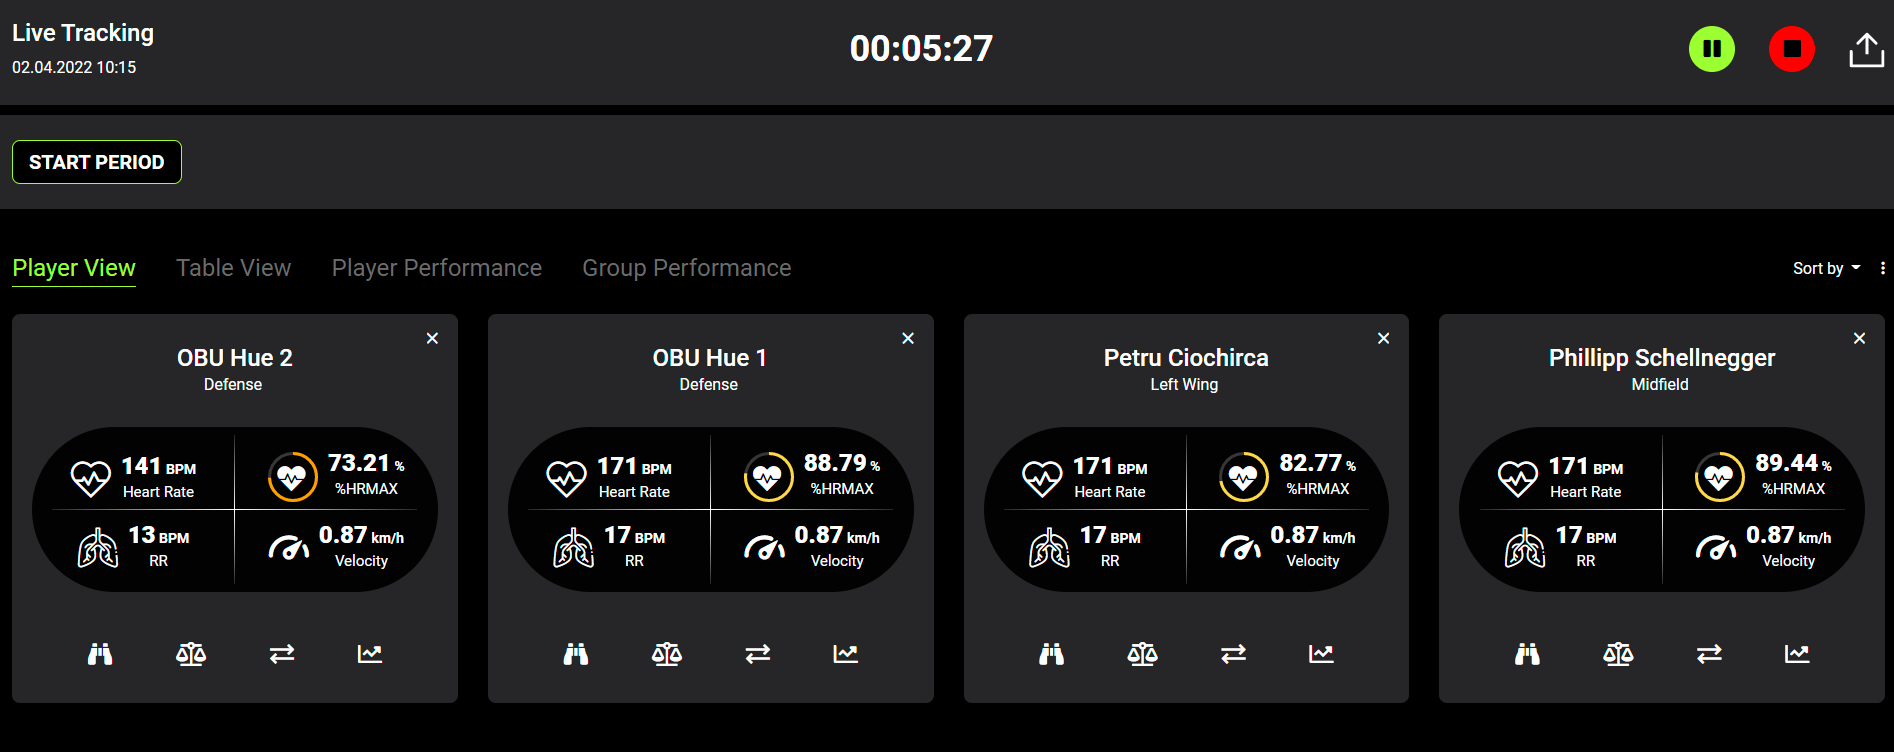 Live Tracking
02.04.2022 10:15
00:05:27
START PERIOD
Player View Table View Player Performance Group Performance Sort by
OBU Hue 2
Defense
141 BPM
Heart Rate
73.21 %
%HRMAX
13 BPM
RR
0.87 km/h
Velocity
OBU Hue 1
Defense
171 BPM
Heart Rate
88.79 %
%HRMAX
17 BPM
RR
0.87 km/h
Velocity
Petru Ciochirca
Left Wing
171 BPM
Heart Rate
82.77 %
%HRMAX
17 BPM
RR
0.87 km/h
Velocity
Phillipp Schellnegger
Midfield
171 BPM
Heart Rate
89.44 %
%HRMAX
17 BPM
RR
0.87 km/h
Velocity